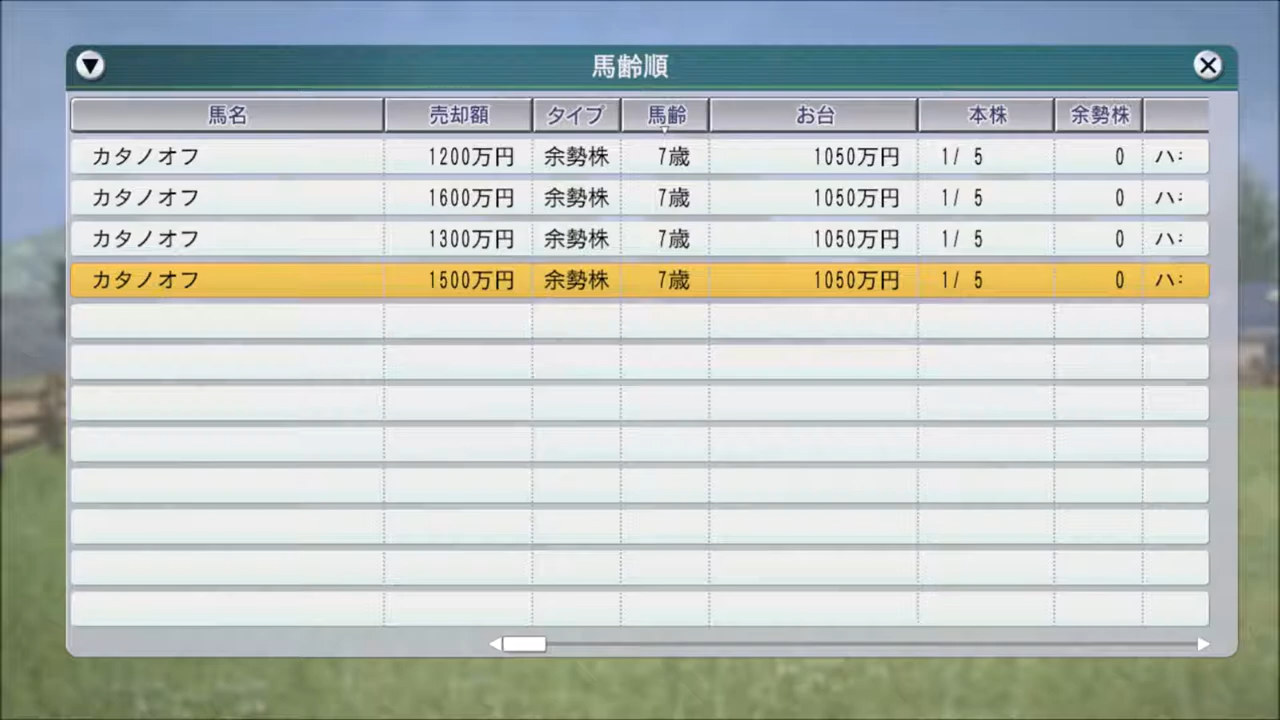 馬齢順
馬名 売却額 タイプ 馬齢 お台 本株 余勢株
カタノオフ 1200万円 余勢株 7歳 1050万円 1/ 5 0
カタノオフ 1600万円 余勢株 7歳 1050万円 1/ 5 0
カタノオフ 1300万円 余勢株 7歳 1050万円 1/ 5 0
カタノオフ 1500万円 余勢株 7歳 1050万円 1/ 5 0